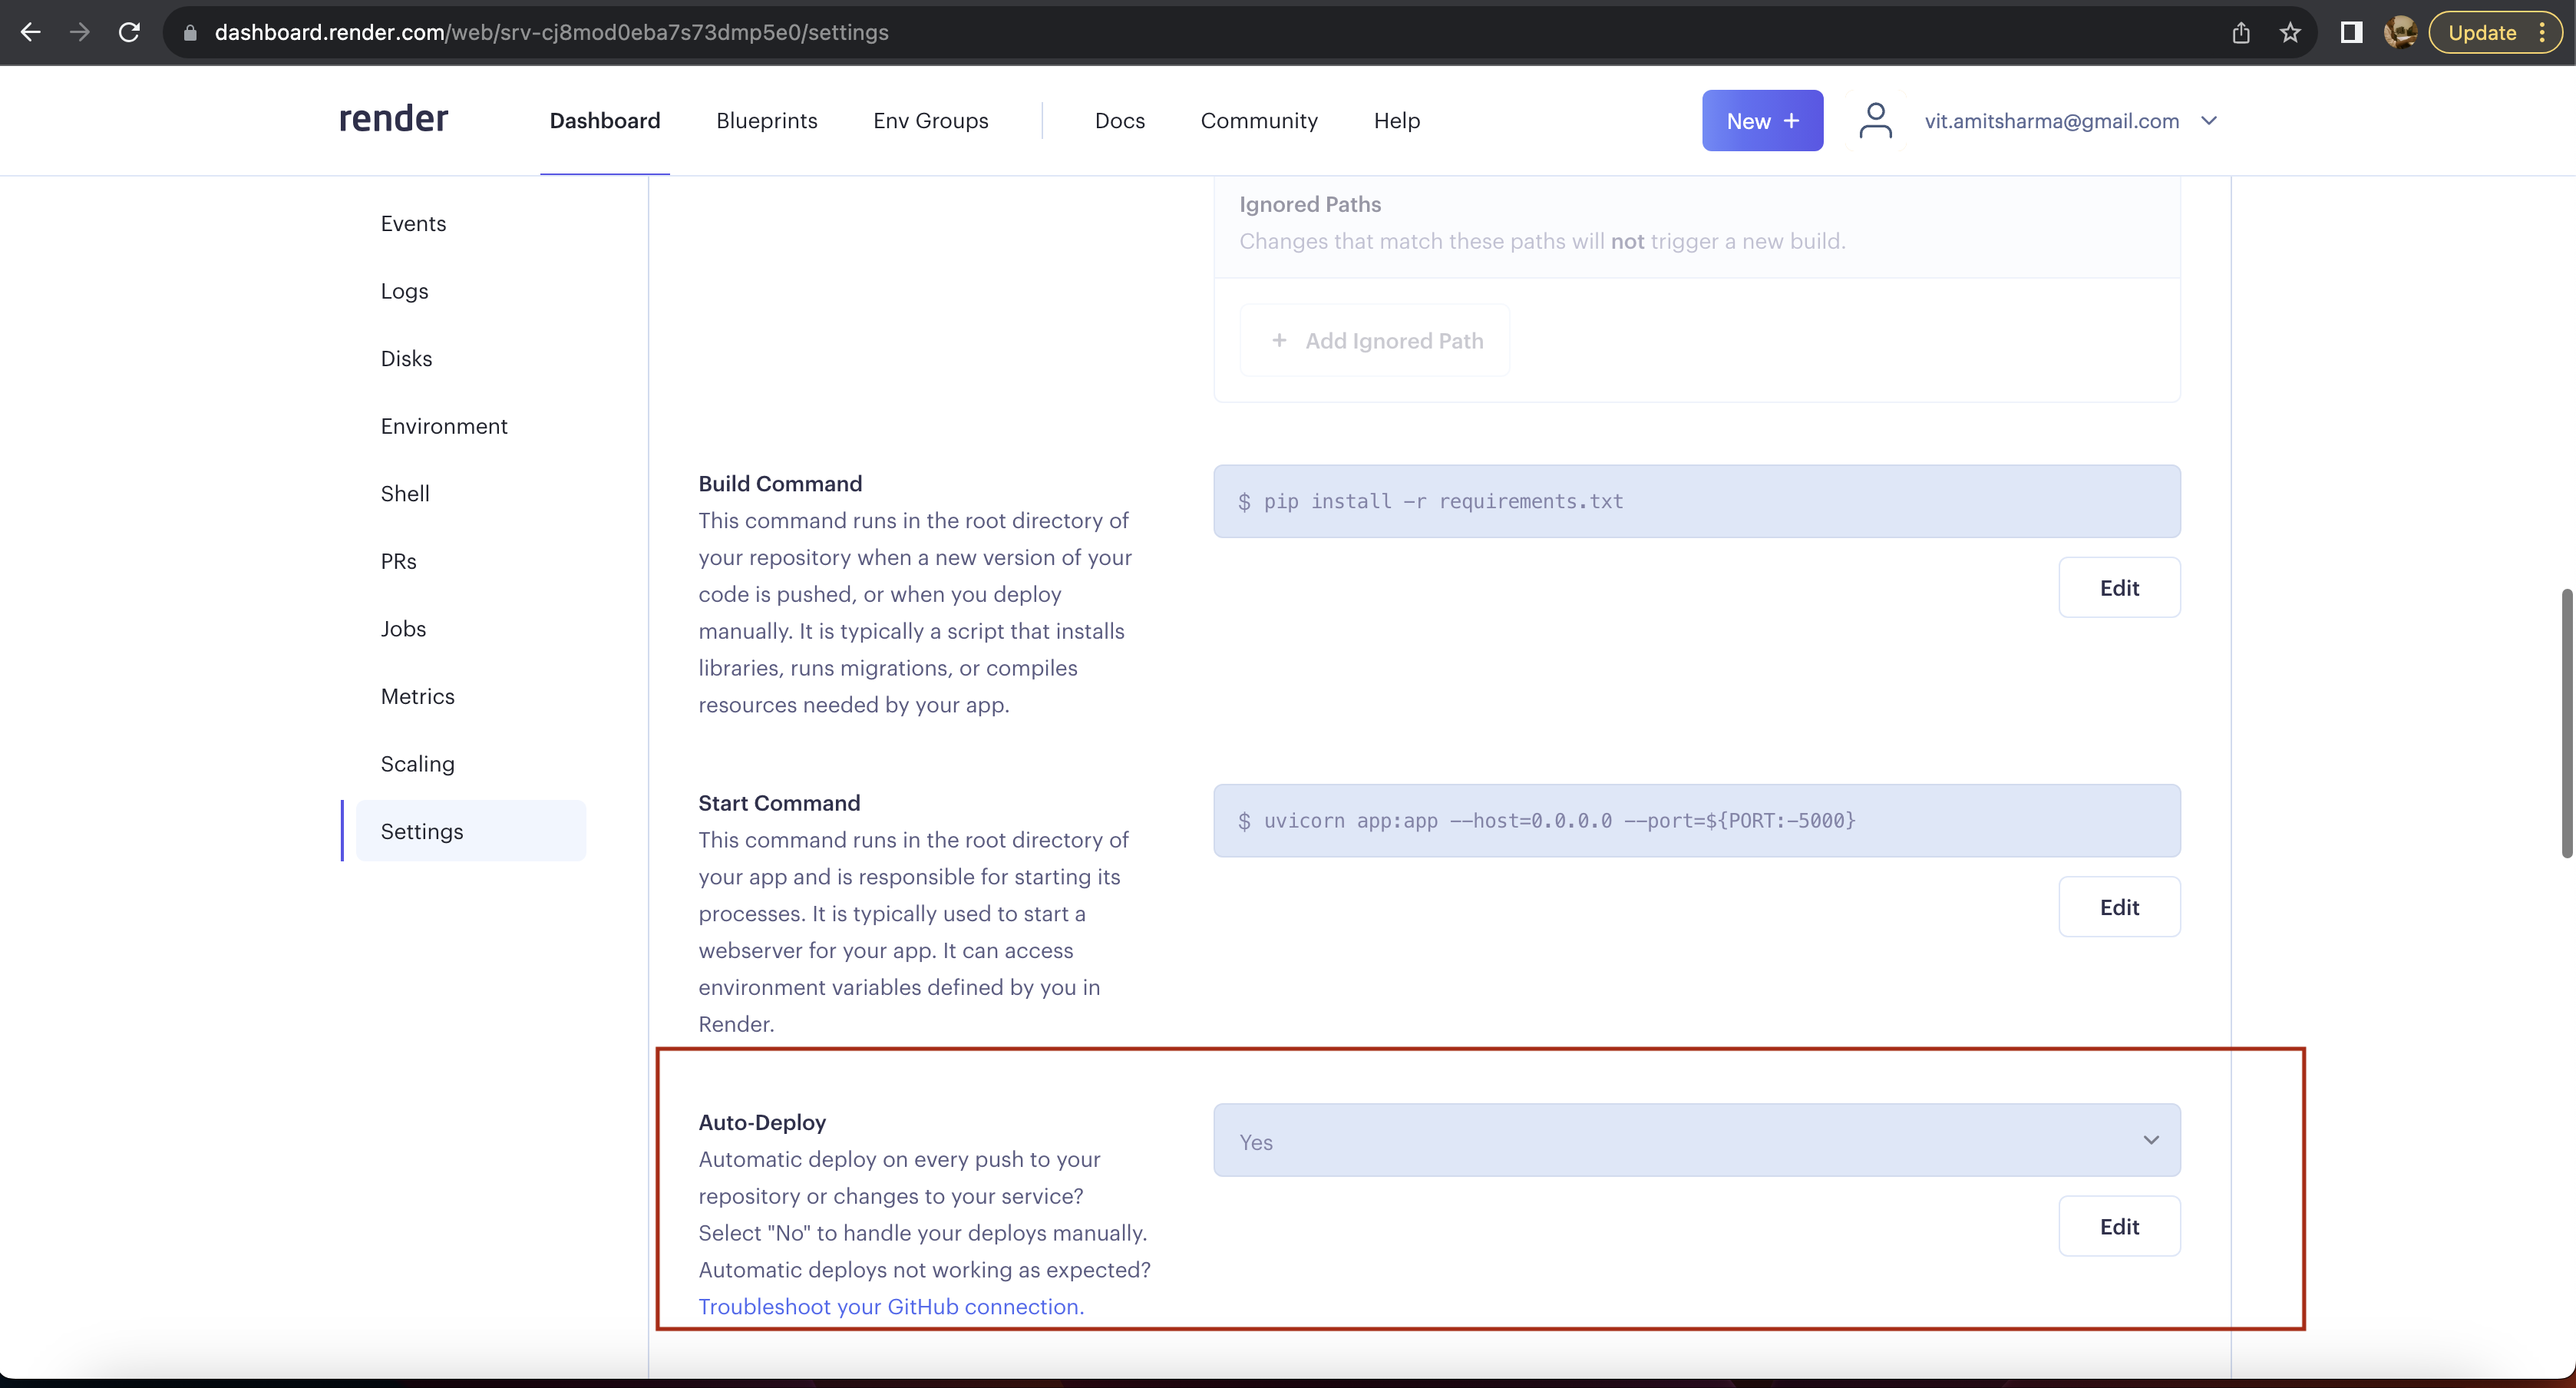 dashboard.render.com/web/srv-cj8mod0eba7s73dmp5e0/settings
Update
render
Dashboard
Blueprints
Env Groups
Docs
Community
Help
New +
vit.amitsharma@gmail.com
Events
Logs
Disks
Environment
Shell
PRs
Jobs
Metrics
Scaling
Settings
Ignored Paths
Changes that match these paths will not trigger a new build.
+ Add Ignored Path
Build Command
This command runs in the root directory of
your repository when a new version of your
code is pushed, or when you deploy
manually. It is typically a script that installs
libraries, runs migrations, or compiles
resources needed by your app.
$ pip install -r requirements.txt
Edit
Start Command
This command runs in the root directory of
your app and is responsible for starting its
processes. It is typically used to start a
webserver for your app. It can access
environment variables defined by you in
Render.
$ uvicorn app:app --host=0.0.0.0 --port=${PORT:-5000}
Edit
Auto-Deploy
Automatic deploy on every push to your
repository or changes to your service?
Select "No" to handle your deploys manually.
Automatic deploys not working as expected?
Troubleshoot your GitHub connection.
Yes
Edit